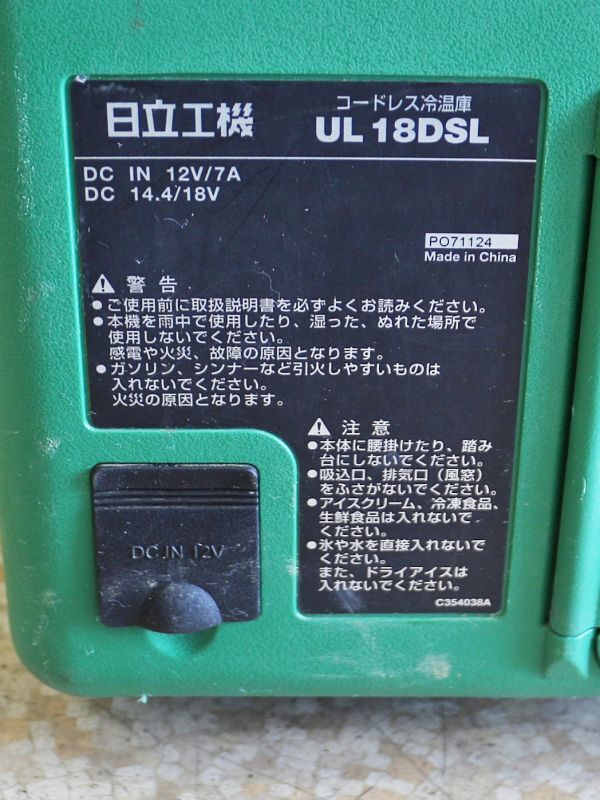 日立工機
コードレス冷温庫
UL 18DSL
DC IN 12V/7A
DC 14.4/18V
PO71124
Made in China
警告
●ご使用前に取扱説明書を必ずよくお読みください。
●本機を雨中で使用したり、湿った、ぬれた場所で
使用しないでください。
感電や火災、故障の原因となります。
●ガソリン、シンナーなど引火しやすいものは
入れないでください。
火災の原因となります。
注意
●本体に腰掛けたり、踏み
台にしないでください。
●吸込口、排気口（風窓）
をふさがないでください。
●アイスクリーム、冷凍食品、
生鮮食品は入れないで
ください。
●氷や水を直接入れないで
ください。
また、ドライアイスは
入れないでください。
C354038A
DC IN 12V